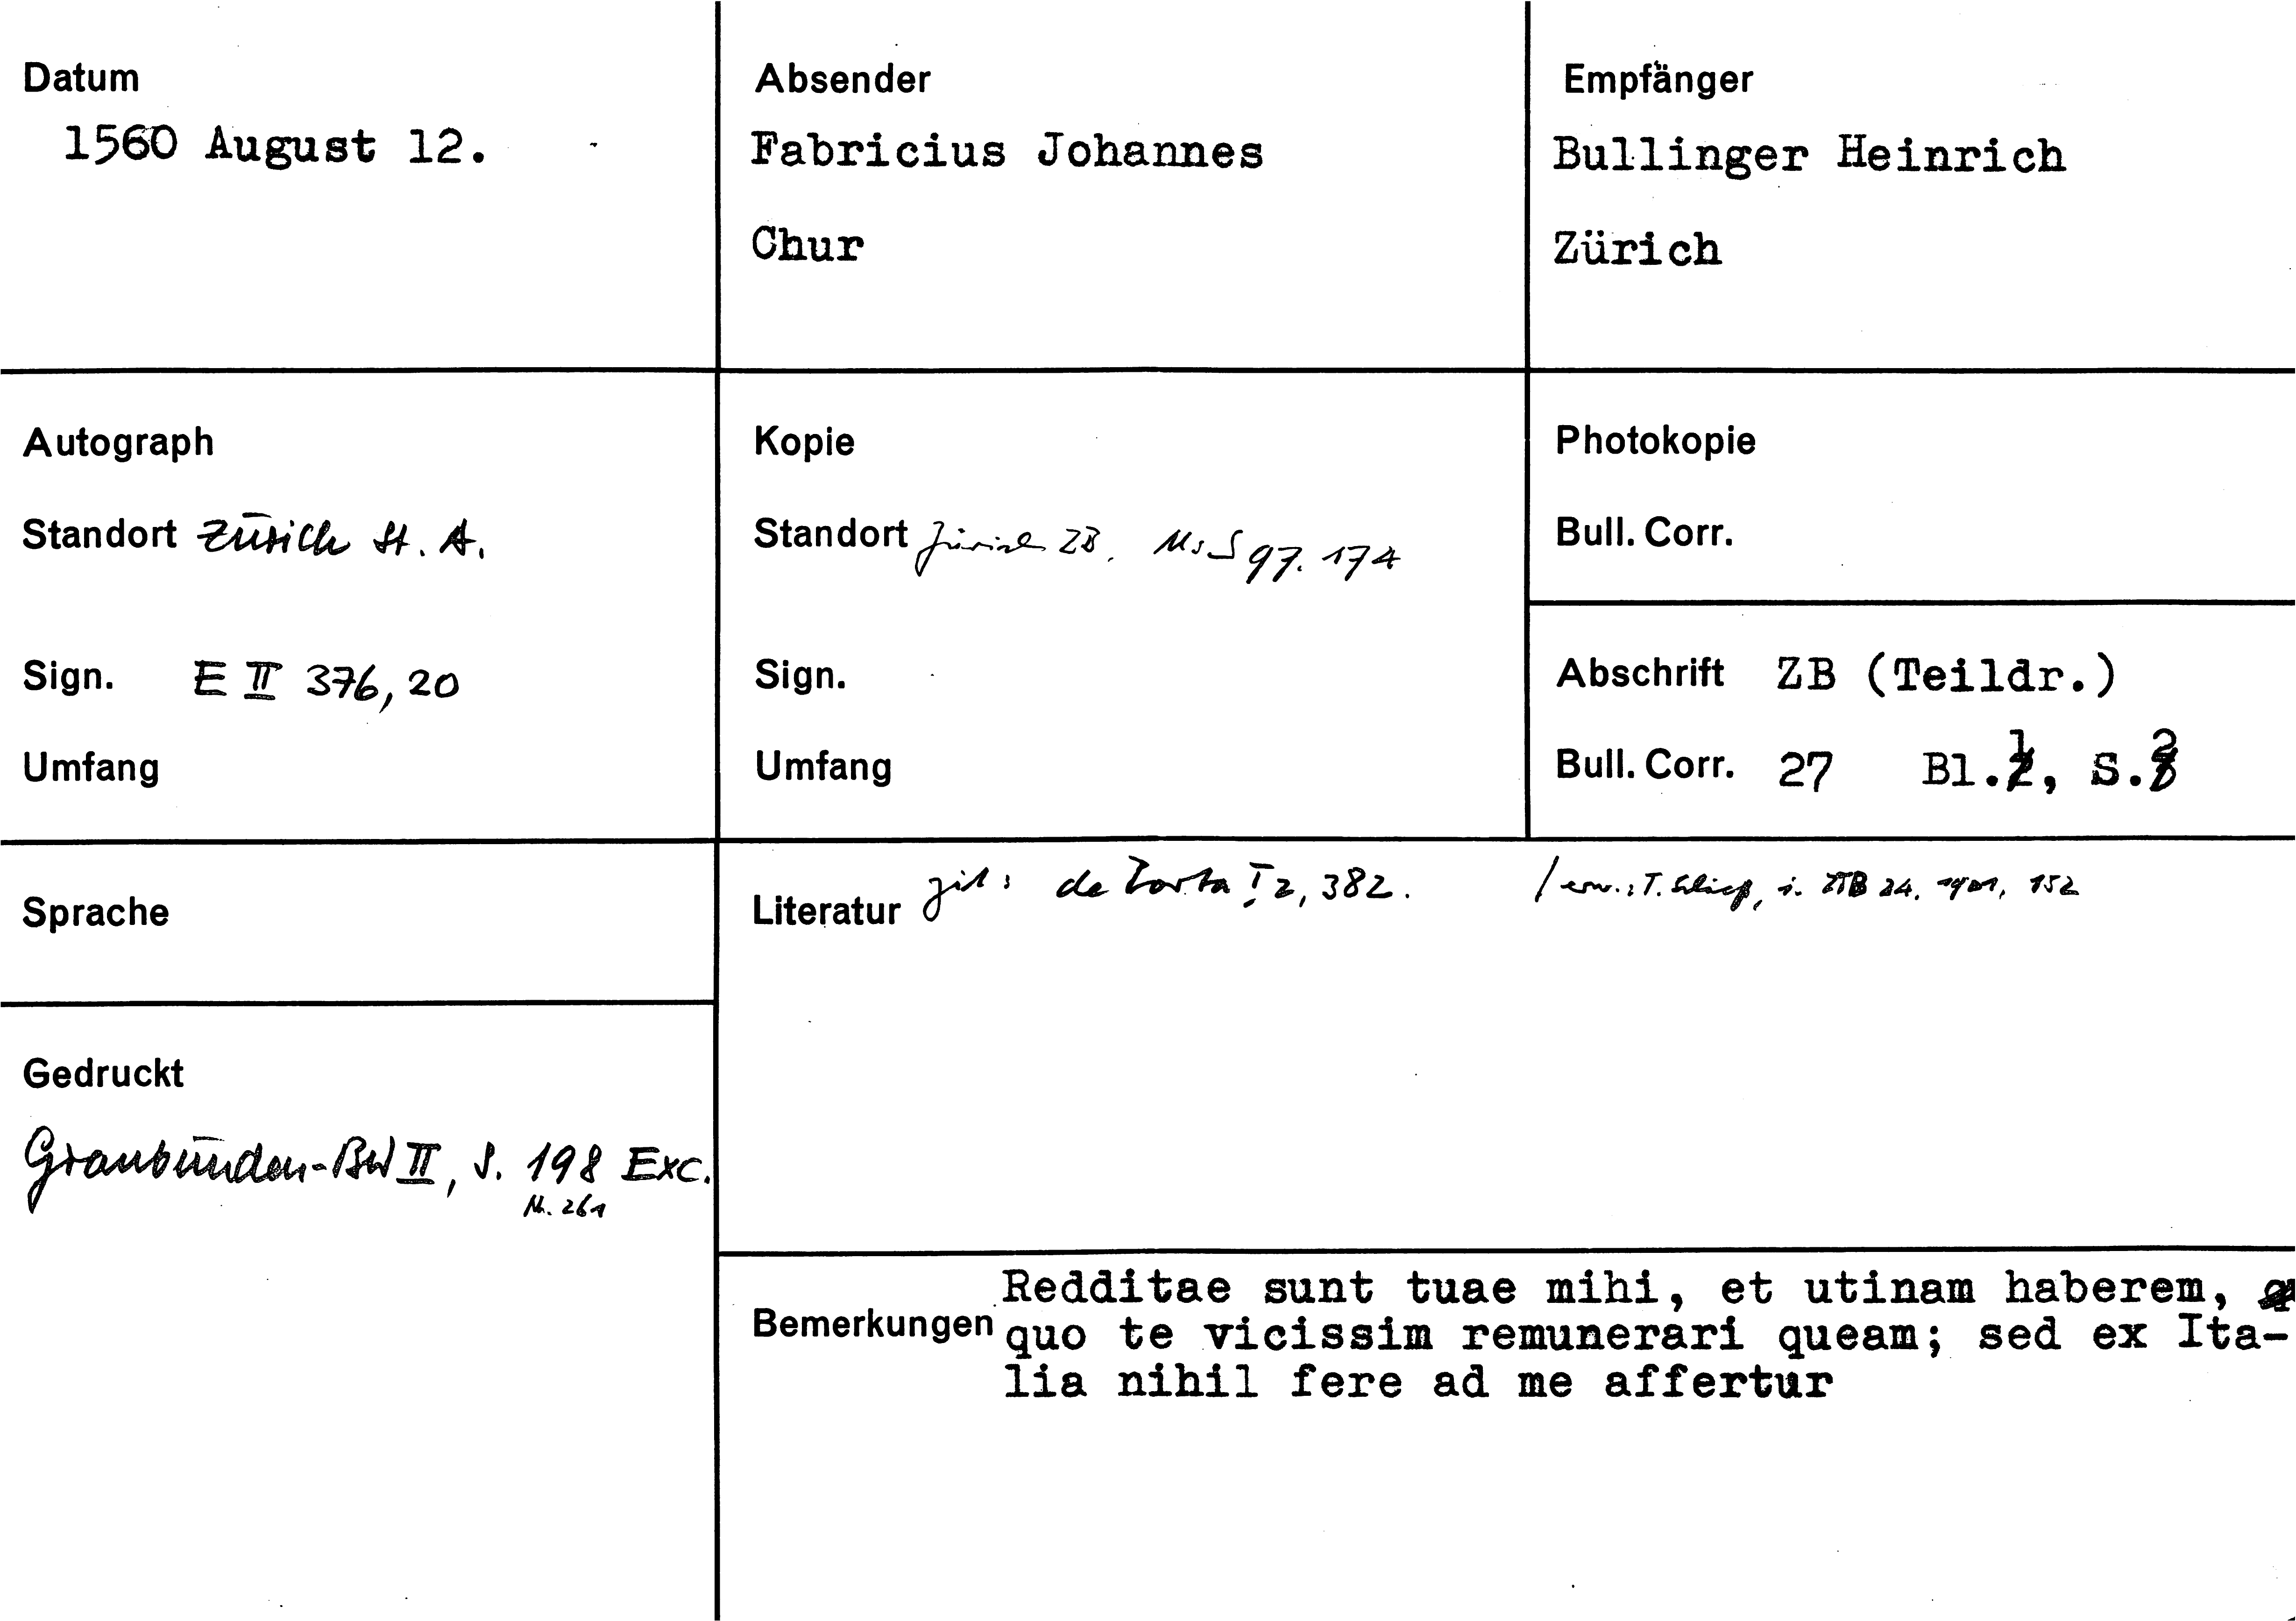 Datum
1560 August 12.
Absender
Fabricius Johannes
Chur
Empfänger
Bullinger Heinrich
Zürich
Autograph
Standort Zürich St. A.
Sign. E II 376, 20
Umfang
Kopie
Standort Zürich ZB. Ms S 97. 174
Sign.
Umfang
Photokopie
Bull. Corr.
Abschrift ZB (Teildr.)
Bull. Corr. 27 Bl. 1, S. 2
Sprache
Literatur zit: de Porta I 2, 382. / erw.: T. Schieß, i. ZTB 24, 1901, 152
Gedruckt
Graubünden-BW II, S. 198 Exc.
Nr. 261
Bemerkungen
Redditae sunt tuae mihi, et utinam haberem,
quo te vicissim remunerari queam; sed ex Ita-
lia nihil fere ad me affertur